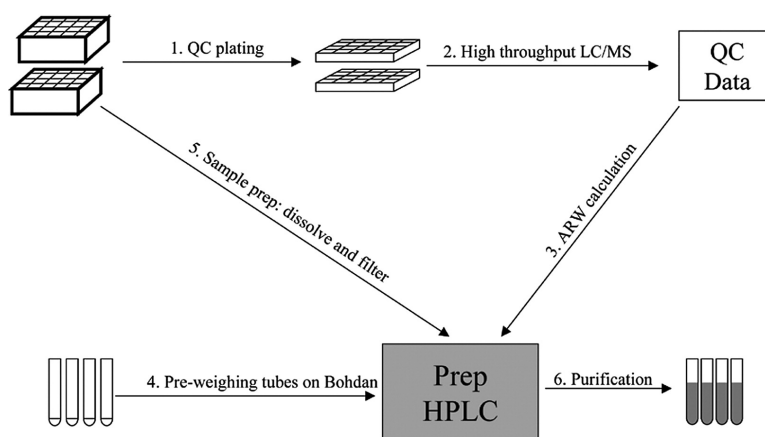 1. QC plating
2. High throughput LC/MS
QC
Data
5. Sample prep: dissolve and filter
3. ARW calculation
4. Pre-weighing tubes on Bohdan
Prep
HPLC
6. Purification